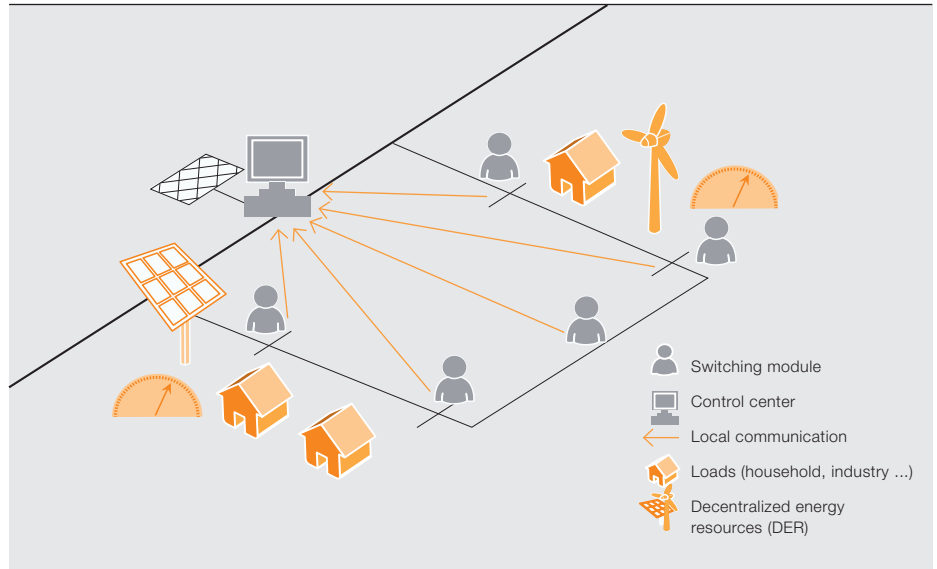 Switching module
Control center
Local communication
Loads (household, industry ...)
Decentralized energy
resources (DER)